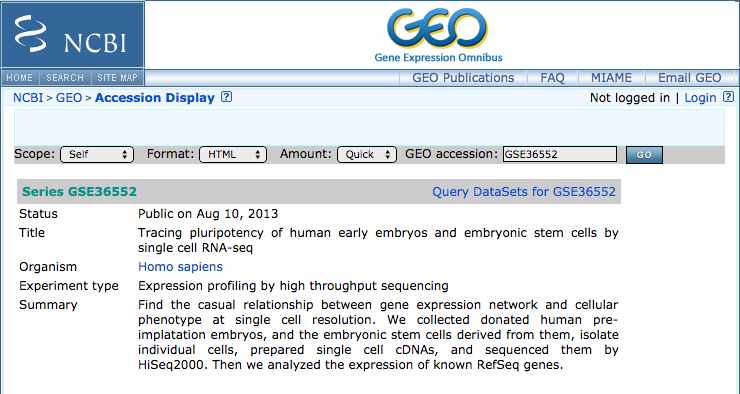 NCBI
GEO
Gene Expression Omnibus
HOME SEARCH SITE MAP
GEO Publications FAQ MIAME Email GEO
NCBI > GEO > Accession Display ?
Not logged in | Login ?
Scope: Self Format: HTML Amount: Quick GEO accession: GSE36552 GO
Series GSE36552 Query DataSets for GSE36552
Status Public on Aug 10, 2013
Title Tracing pluripotency of human early embryos and embryonic stem cells by
single cell RNA-seq
Organism Homo sapiens
Experiment type Expression profiling by high throughput sequencing
Summary Find the casual relationship between gene expression network and cellular
phenotype at single cell resolution. We collected donated human pre-
implatation embryos, and the embryonic stem cells derived from them, isolate
individual cells, prepared single cell cDNAs, and sequenced them by
HiSeq2000. Then we analyzed the expression of known RefSeq genes.